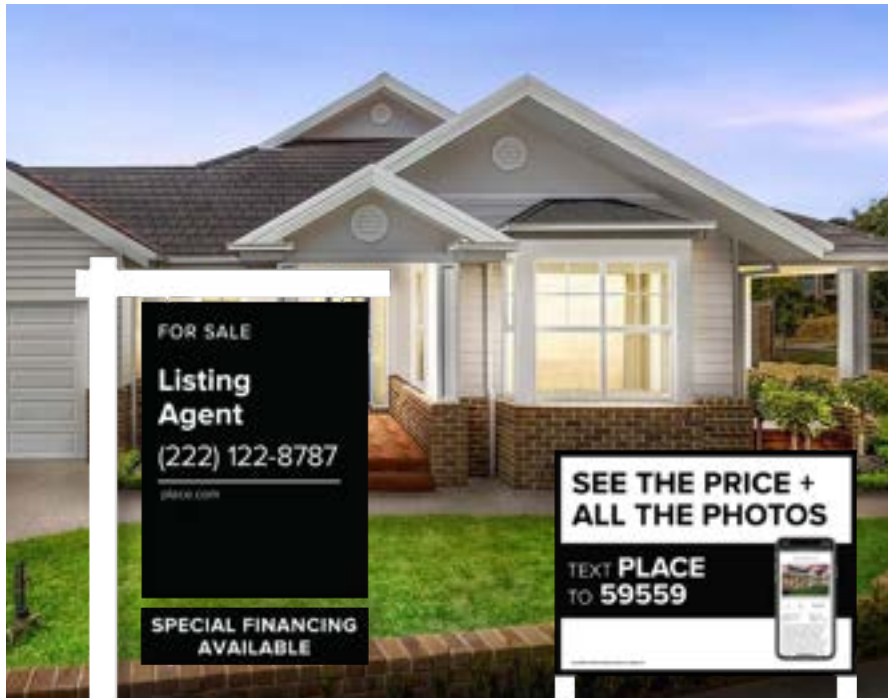 FOR SALE
Listing
Agent
(222) 122-8787
place.com
SPECIAL FINANCING
AVAILABLE
SEE THE PRICE +
ALL THE PHOTOS
TEXT PLACE
TO 59559